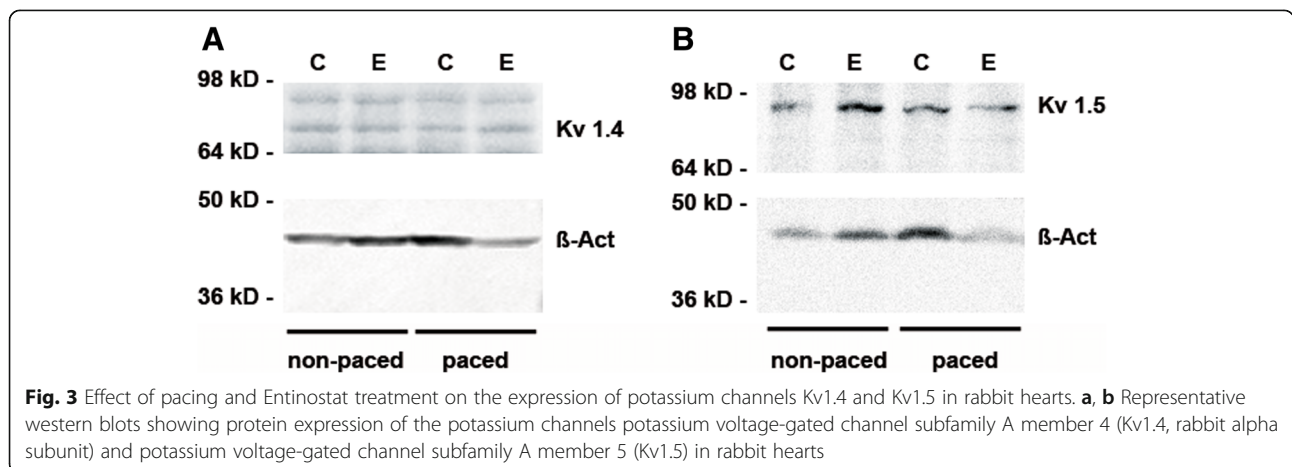 A
B
C E C E
C E C E
98 kD -
98 kD -
Kv 1.4
Kv 1.5
64 kD -
64 kD -
50 kD -
50 kD -
ß-Act
ß-Act
36 kD -
36 kD -
non-paced paced
non-paced paced
Fig. 3 Effect of pacing and Entinostat treatment on the expression of potassium channels Kv1.4 and Kv1.5 in rabbit hearts. a, b Representative
western blots showing protein expression of the potassium channels potassium voltage-gated channel subfamily A member 4 (Kv1.4, rabbit alpha
subunit) and potassium voltage-gated channel subfamily A member 5 (Kv1.5) in rabbit hearts